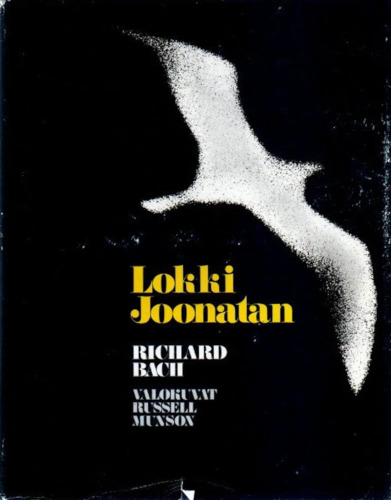 Lokki
Joonatan
RICHARD
BACH
VALOKUVAT
RUSSELL
MUNSON